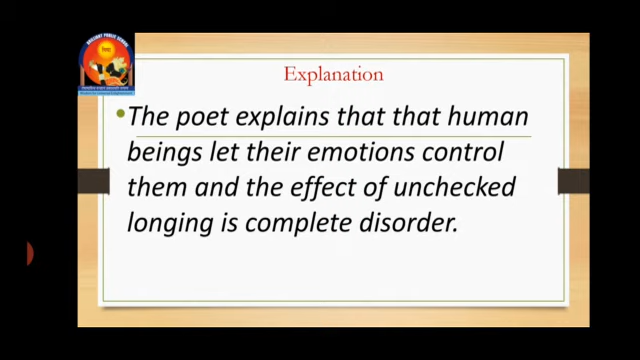 Explanation
•The poet explains that that human
beings let their emotions control
them and the effect of unchecked
longing is complete disorder.